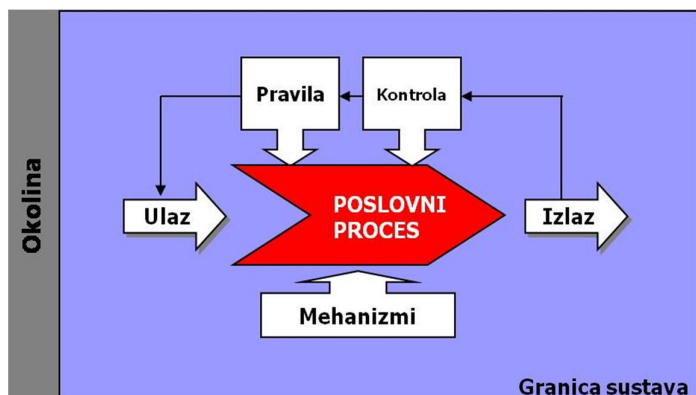 Okolina
Pravila
Kontrola
Ulaz
POSLOVNI
PROCES
Izlaz
Mehanizmi
Granica sustava